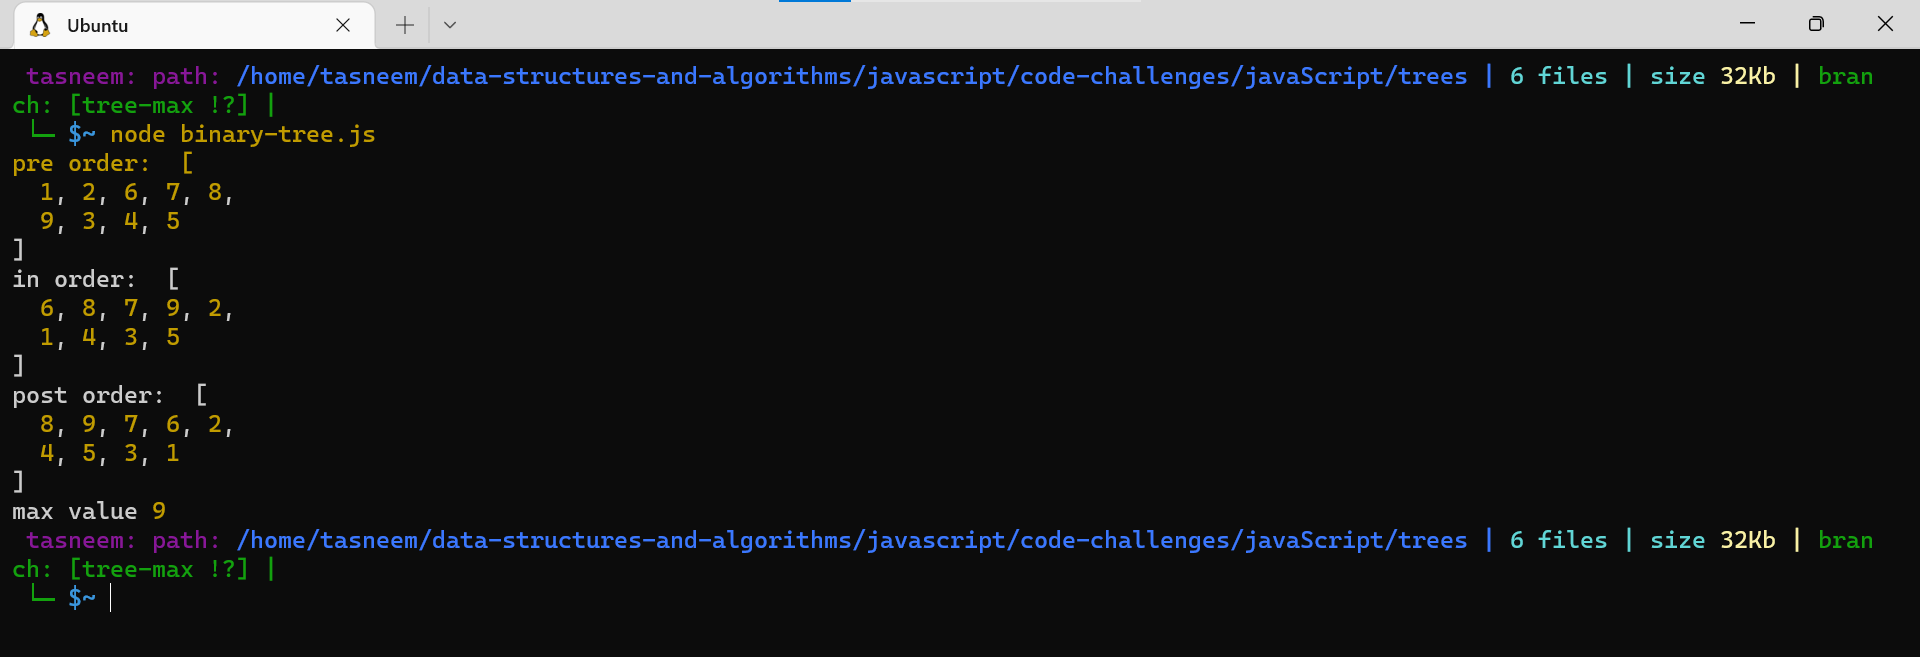 Ubuntu
tasneem: path: /home/tasneem/data-structures-and-algorithms/javascript/code-challenges/javaScript/trees | 6 files | size 32Kb | bran
ch: [tree-max !?] |
└─ $~ node binary-tree.js
pre order:  [
  1, 2, 6, 7, 8,
  9, 3, 4, 5
]
in order:  [
  6, 8, 7, 9, 2,
  1, 4, 3, 5
]
post order:  [
  8, 9, 7, 6, 2,
  4, 5, 3, 1
]
max value 9
tasneem: path: /home/tasneem/data-structures-and-algorithms/javascript/code-challenges/javaScript/trees | 6 files | size 32Kb | bran
ch: [tree-max !?] |
└─ $~